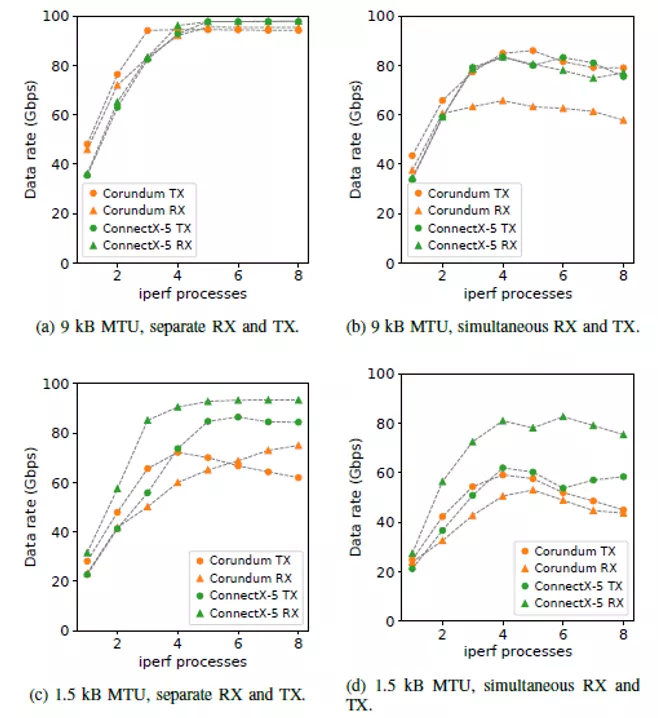 100
80
60
40
20
0
Data rate (Gbps)
Corundum TX
Corundum RX
ConnectX-5 TX
ConnectX-5 RX
2 4 6 8
iperf processes
(a) 9 kB MTU, separate RX and TX.
100
80
60
40
20
0
Data rate (Gbps)
Corundum TX
Corundum RX
ConnectX-5 TX
ConnectX-5 RX
2 4 6 8
iperf processes
(b) 9 kB MTU, simultaneous RX and TX.
100
80
60
40
20
0
Data rate (Gbps)
Corundum TX
Corundum RX
ConnectX-5 TX
ConnectX-5 RX
2 4 6 8
iperf processes
(c) 1.5 kB MTU, separate RX and TX.
100
80
60
40
20
0
Data rate (Gbps)
Corundum TX
Corundum RX
ConnectX-5 TX
ConnectX-5 RX
2 4 6 8
iperf processes
(d) 1.5 kB MTU, simultaneous RX and
TX.